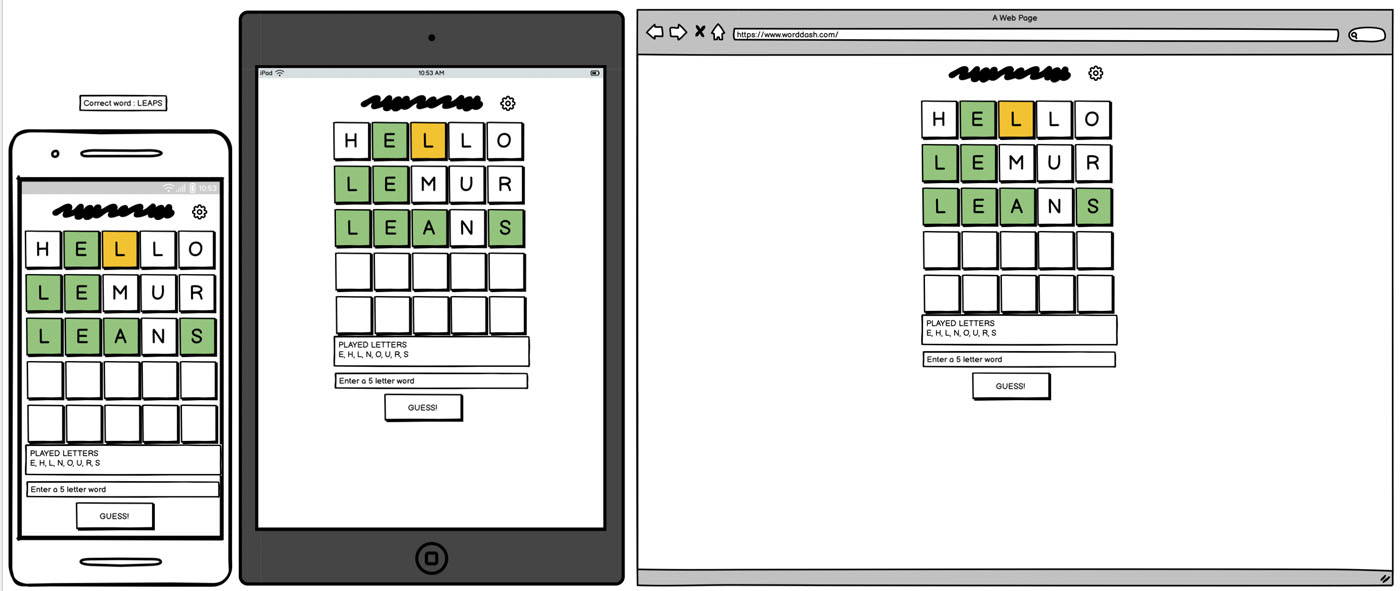 Correct word : LEAPS
10:53
H E L L O
L E M U R
L E A N S
PLAYED LETTERS
E, H, L, N, O, U, R, S
Enter a 5 letter word
GUESS!
iPad
10:53 AM
H E L L O
L E M U R
L E A N S
PLAYED LETTERS
E, H, L, N, O, U, R, S
Enter a 5 letter word
GUESS!
A Web Page
https://www.worddash.com/
H E L L O
L E M U R
L E A N S
PLAYED LETTERS
E, H, L, N, O, U, R, S
Enter a 5 letter word
GUESS!